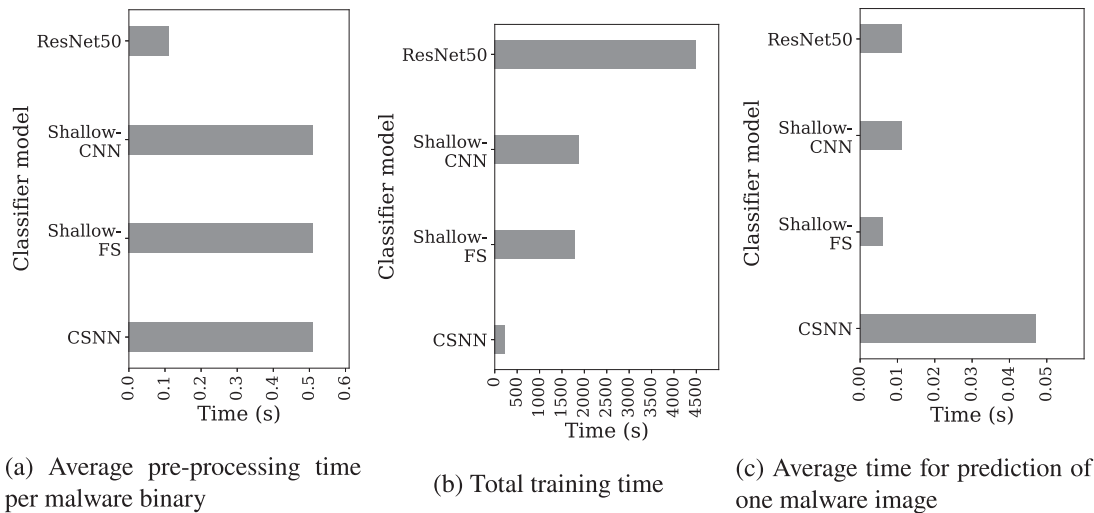 Classifier model
ResNet50
Shallow-
CNN
Shallow-
FS
CSNN
0.0
0.1
0.2
0.3
0.4
0.5
0.6
Time (s)
(a) Average pre-processing time
per malware binary
Classifier model
ResNet50
Shallow-
CNN
Shallow-
FS
CSNN
0
500
1000
1500
2000
2500
3000
3500
4000
4500
Time (s)
(b) Total training time
Classifier model
ResNet50
Shallow-
CNN
Shallow-
FS
CSNN
0.00
0.01
0.02
0.03
0.04
0.05
Time (s)
(c) Average time for prediction of
one malware image